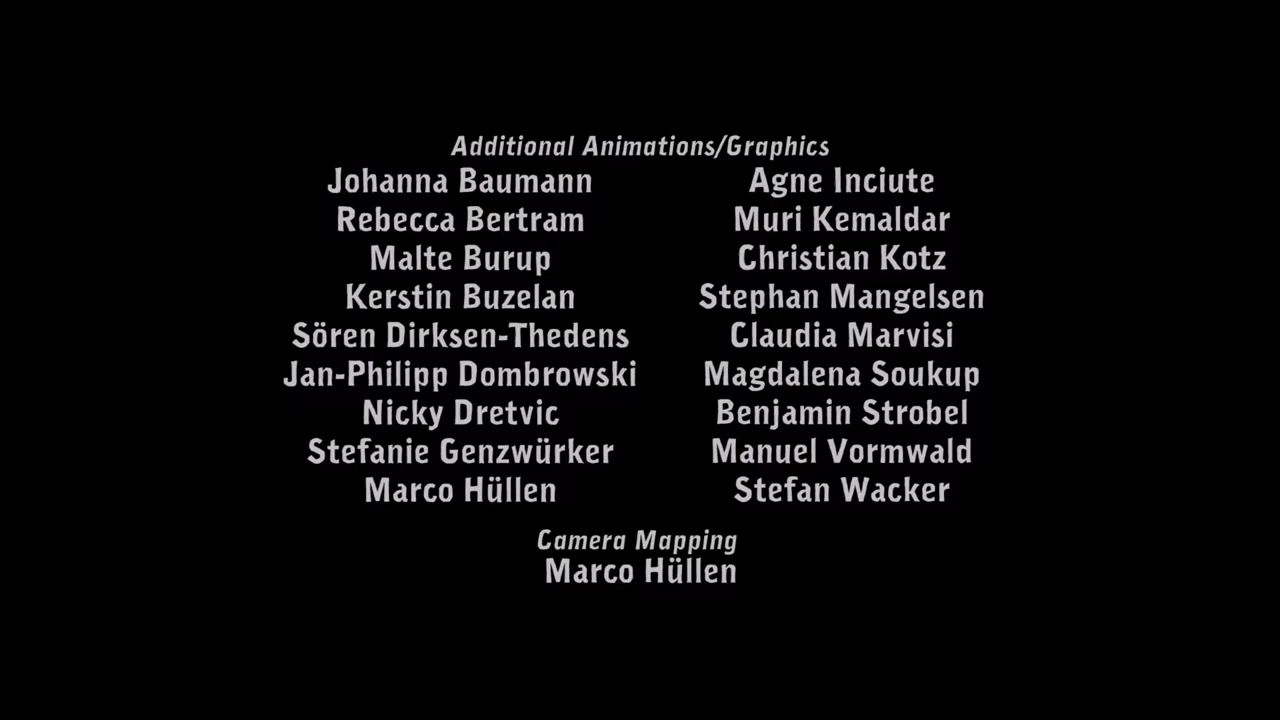 Additional Animations/Graphics
Johanna Baumann
Rebecca Bertram
Malte Burup
Kerstin Buzelan
Sören Dirksen-Thedens
Jan-Philipp Dombrowski
Nicky Dretvic
Stefanie Genzwürker
Marco Hüllen
Agne Inciute
Muri Kemaldar
Christian Kotz
Stephan Mangelsen
Claudia Marvisi
Magdalena Soukup
Benjamin Strobel
Manuel Vormwald
Stefan Wacker
Camera Mapping
Marco Hüllen